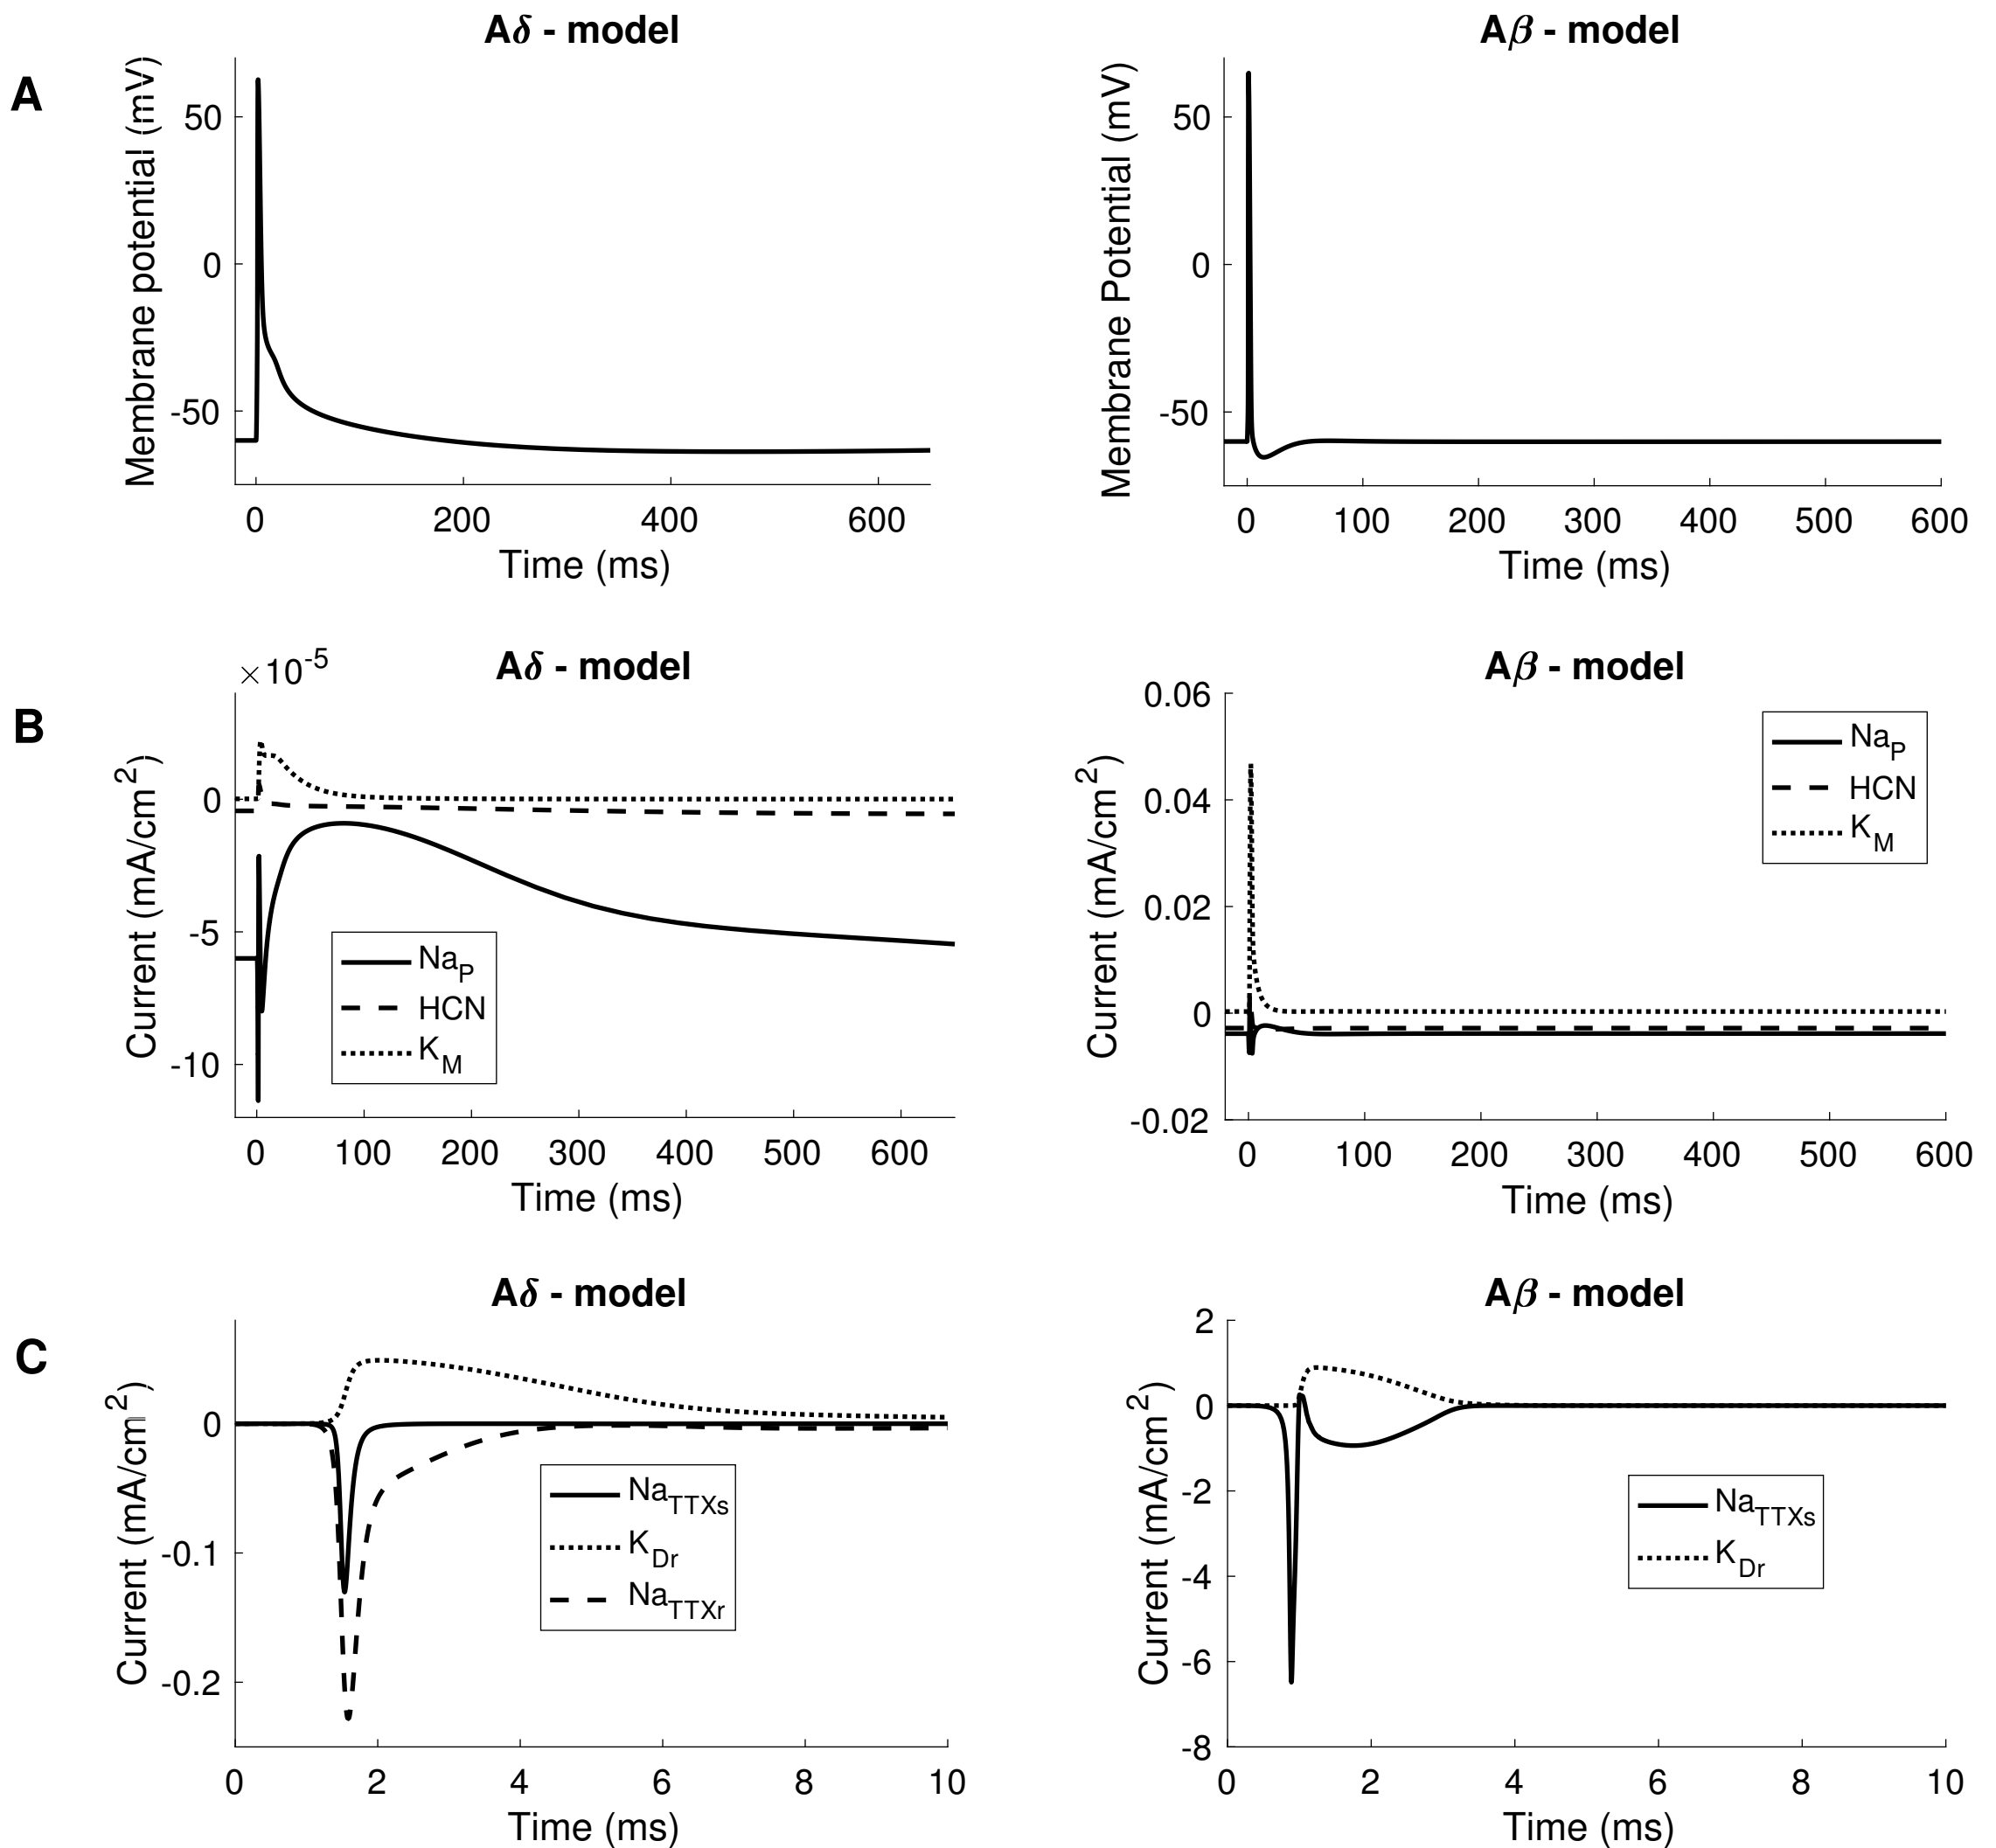 Aδ - model
Aβ - model
A
Membrane potential (mV)
50
0
-50
0 200 400 600
Time (ms)
Membrane Potential (mV)
50
0
-50
0 100 200 300 400 500 600
Time (ms)
B
Aδ - model
×10-5
Current (mA/cm2)
0
-5
-10
NaP
HCN
KM
0 100 200 300 400 500 600
Time (ms)
Aβ - model
Current (mA/cm2)
0.06
0.04
0.02
0
-0.02
NaP
HCN
KM
0 100 200 300 400 500 600
Time (ms)
C
Aδ - model
Current (mA/cm2)
0
-0.1
-0.2
NaTTXs
KDr
NaTTXr
0 2 4 6 8 10
Time (ms)
Aβ - model
Current (mA/cm2)
2
0
-2
-4
-6
-8
NaTTXs
KDr
0 2 4 6 8 10
Time (ms)